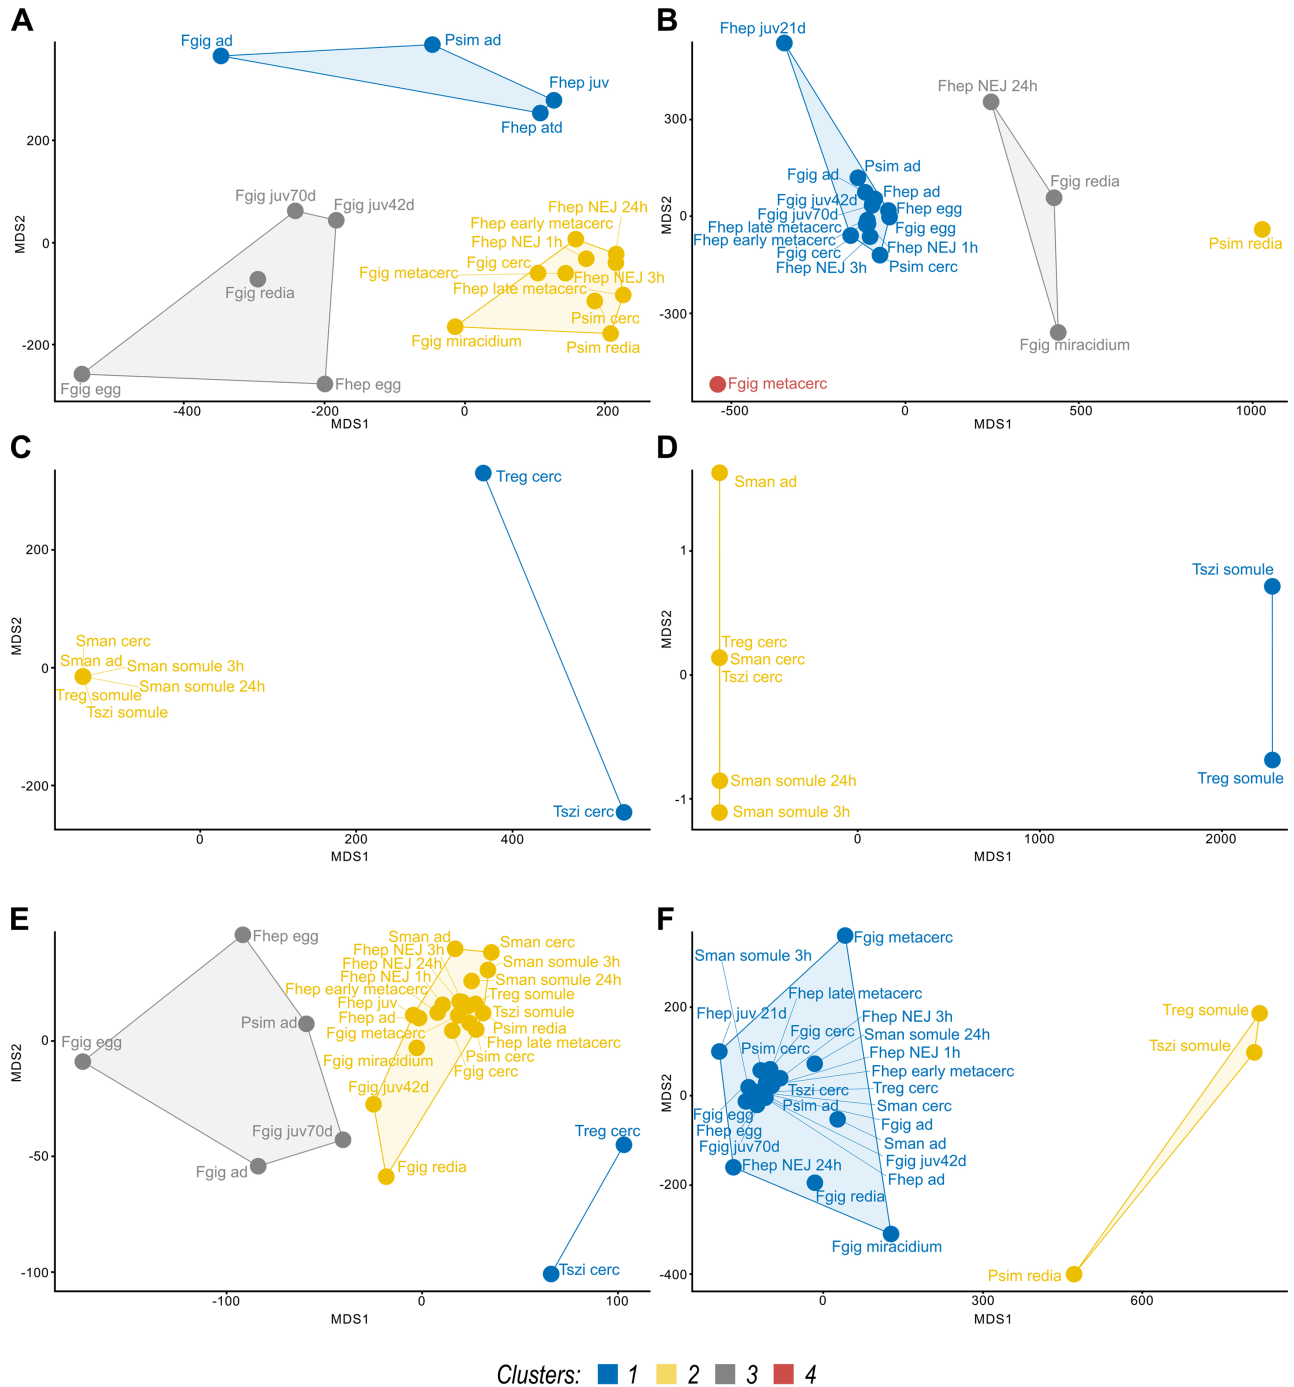 A
Fgig ad
Psim ad
Fhep juv
Fhep atd
200
Fgig juv70d
Fgig juv42d
Fhep NEJ 24h
Fhep early metacerc
Fhep NEJ 1h
MDS2
0
Fgig cerc
Fgig metacerc
Fhep NEJ 3h
Fgig redia
Fhep late metacerc
Psim cerc
-200
Fgig miracidium
Psim redia
Fgig egg
Fhep egg
-400
-200
0
200
MDS1
B
Fhep juv21d
Fhep NEJ 24h
300
Psim ad
Fgig ad
Fgig redia
Fhep ad
Fgig juv42d
Fhep egg
MDS2
0
Fgig juv70d
Fhep late metacerc
Fgig egg
Fhep early metacerc
Psim redia
Fhep NEJ 1h
Fgig cerc
Fhep NEJ 3h
Psim cerc
-300
Fgig miracidium
Fgig metacerc
-500
0
500
1000
MDS1
C
Treg cerc
200
MDS2
Sman cerc
Sman ad
0
Sman somule 3h
Sman somule 24h
Treg somule
Tszi somule
-200
Tszi cerc
0
200
400
MDS1
D
Sman ad
1
Tszi somule
MDS2
Treg cerc
Sman cerc
0
Tszi cerc
Sman somule 24h
Treg somule
-1
Sman somule 3h
0
1000
2000
MDS1
E
Fhep egg
Sman ad
Sman cerc
Fhep NEJ 3h
Fhep NEJ 24h
Sman somule 3h
Fhep NEJ 1h
Sman somule 24h
Fhep early metacerc
Treg somule
Fhep juv
Tszi somule
Psim ad
Fhep ad
Psim redia
Fgig metacerc
0
Fgig egg
Fhep late metacerc
MDS2
Fgig miracidium
Psim cerc
Fgig cerc
Fgig juv42d
Fgig juv70d
Treg cerc
-50
Fgig ad
Fgig redia
-100
Tszi cerc
-100
0
100
MDS1
F
Fgig metacerc
Sman somule 3h
Fhep late metacerc
200
Fhep juv 21d
Fhep NEJ 3h
Treg somule
Fgig cerc
Sman somule 24h
Psim cerc
Fhep NEJ 1h
Tszi somule
Fhep early metacerc
MDS2
0
Tszi cerc
Treg cerc
Psim ad
Sman cerc
Fgig egg
Fgig ad
Fhep egg
Sman ad
Fgig juv70d
Fgig juv42d
Fhep NEJ 24h
Fhep ad
-200
Fgig redia
Fgig miracidium
-400
Psim redia
0
300
600
MDS1
Clusters: 1 2 3 4